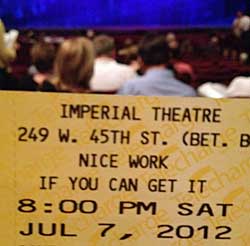 IMPERIAL THEATRE
249 W. 45TH ST. (BET. B
NICE WORK
IF YOU CAN GET IT
8:00 PM SAT
JUL 7, 2012